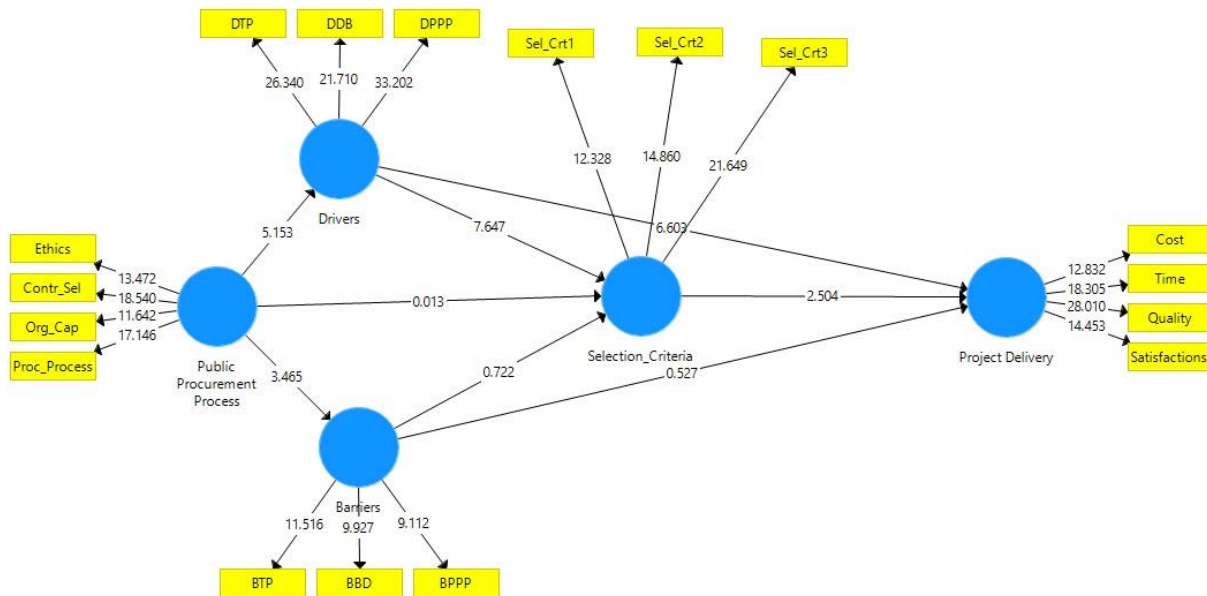 DTP
DDB
DPPP
Sel_Crt1
Sel_Crt2
Sel_Crt3
26.340
21.710
33.202
12.328
14.860
21.649
Drivers
5.153
7.647
6.603
Ethics
Contr_Sel
Org_Cap
Proc_Process
13.472
18.540
11.642
17.146
Public
Procurement
Process
0.013
Selection_Criteria
2.504
Project Delivery
12.832
18.305
28.010
14.453
Cost
Time
Quality
Satisfactions
3.465
0.722
0.527
Barriers
11.516
9.927
9.112
BTP
BBD
BPPP